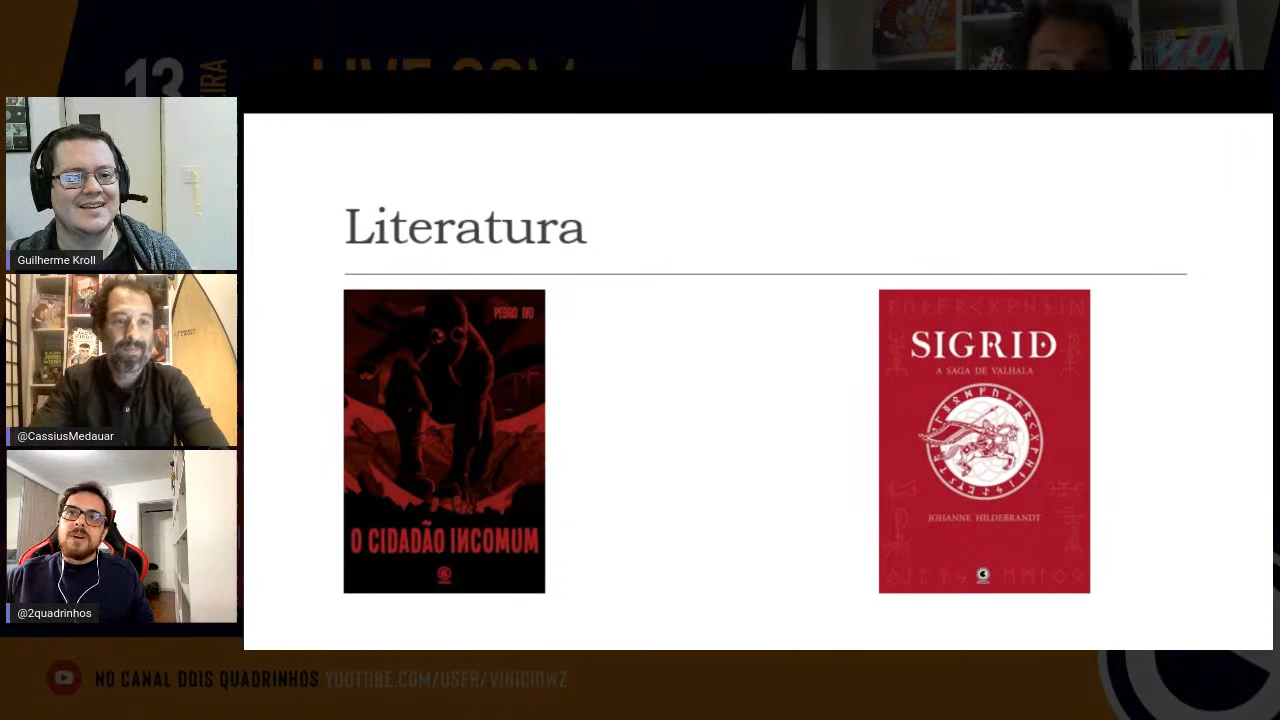 13
Guilherme Kroll
@CassiusMedauar
@2quadrinhos
Literatura
PEDRO IVO
O CIDADÃO INCOMUM
SIGRID
A SAGA DE VALHALA
JOHANNE HILDEBRANDT
NO CANAL DOIS QUADRINHOS YOUTUBE.COM/USER/VINICIOWZ